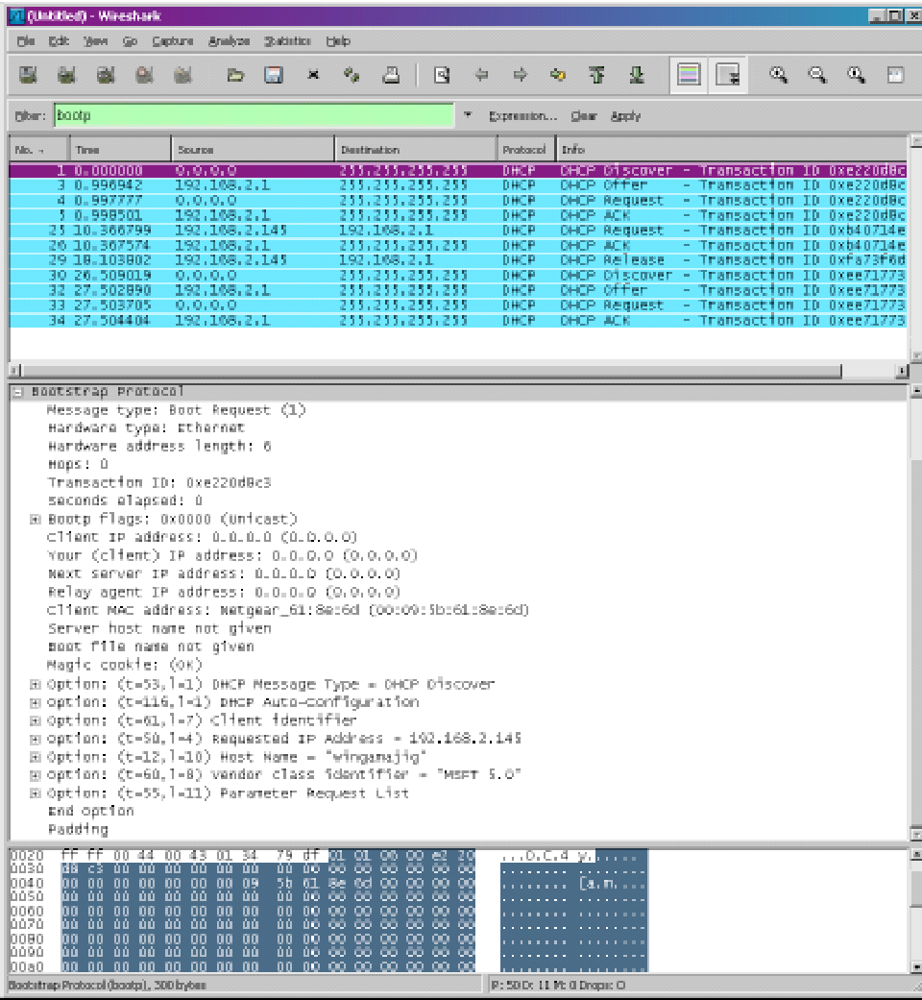 (Untitled) - Wireshark
File Edit View Go Capture Analyze Statistics Help
Filter: bootp Expression... Clear Apply
No. - Time Source Destination Protocol Info
1 0.000000 0.0.0.0 255.255.255.255 DHCP DHCP Discover - Transaction ID 0xe220d8c
3 0.996942 192.168.2.1 255.255.255.255 DHCP DHCP Offer - Transaction ID 0xe220d8c
4 0.997777 0.0.0.0 255.255.255.255 DHCP DHCP Request - Transaction ID 0xe220d8c
5 0.998501 192.168.2.1 255.255.255.255 DHCP DHCP ACK - Transaction ID 0xe220d8c
25 10.366799 192.168.2.145 192.168.2.1 DHCP DHCP Request - Transaction ID 0xb40714e
26 10.367574 192.168.2.1 255.255.255.255 DHCP DHCP ACK - Transaction ID 0xb40714e
29 18.103802 192.168.2.145 192.168.2.1 DHCP DHCP Release - Transaction ID 0xfa73f6d
30 26.509019 0.0.0.0 255.255.255.255 DHCP DHCP Discover - Transaction ID 0xee71773
32 27.502890 192.168.2.1 255.255.255.255 DHCP DHCP Offer - Transaction ID 0xee71773
33 27.503705 0.0.0.0 255.255.255.255 DHCP DHCP Request - Transaction ID 0xee71773
34 27.504404 192.168.2.1 255.255.255.255 DHCP DHCP ACK - Transaction ID 0xee71773
Bootstrap Protocol
Message type: Boot Request (1)
Hardware type: Ethernet
Hardware address length: 6
Hops: 0
Transaction ID: 0xe220d8c3
Seconds elapsed: 0
Bootp flags: 0x0000 (Unicast)
Client IP address: 0.0.0.0 (0.0.0.0)
Your (client) IP address: 0.0.0.0 (0.0.0.0)
Next server IP address: 0.0.0.0 (0.0.0.0)
Relay agent IP address: 0.0.0.0 (0.0.0.0)
Client MAC address: Netgear_61:8e:6d (00:09:5b:61:8e:6d)
Server host name not given
Boot file name not given
Magic cookie: (OK)
Option: (t=53,l=1) DHCP Message Type = DHCP Discover
Option: (t=116,l=1) DHCP Auto-Configuration
Option: (t=61,l=7) Client identifier
Option: (t=50,l=4) Requested IP Address = 192.168.2.145
Option: (t=12,l=10) Host Name = "wingamajig"
Option: (t=60,l=8) Vendor class identifier = "MSFT 5.0"
Option: (t=55,l=11) Parameter Request List
End Option
Padding
0020 ff ff 00 44 00 43 01 34 79 df 01 01 06 00 e2 20 ...D.C.4 y.....
0030 d8 c3 00 00 00 00 00 00 00 00 00 00 00 00 00 00 ........ ........
0040 00 00 00 00 00 00 00 09 5b 61 8e 6d 00 00 00 00 ........ [a.m....
0050 00 00 00 00 00 00 00 00 00 00 00 00 00 00 00 00 ........ ........
0060 00 00 00 00 00 00 00 00 00 00 00 00 00 00 00 00 ........ ........
0070 00 00 00 00 00 00 00 00 00 00 00 00 00 00 00 00 ........ ........
0080 00 00 00 00 00 00 00 00 00 00 00 00 00 00 00 00 ........ ........
0090 00 00 00 00 00 00 00 00 00 00 00 00 00 00 00 00 ........ ........
00a0 00 00 00 00 00 00 00 00 00 00 00 00 00 00 00 00 ........ ........
Bootstrap Protocol (bootp), 300 bytes P: 50 D: 11 M: 0 Drops: 0